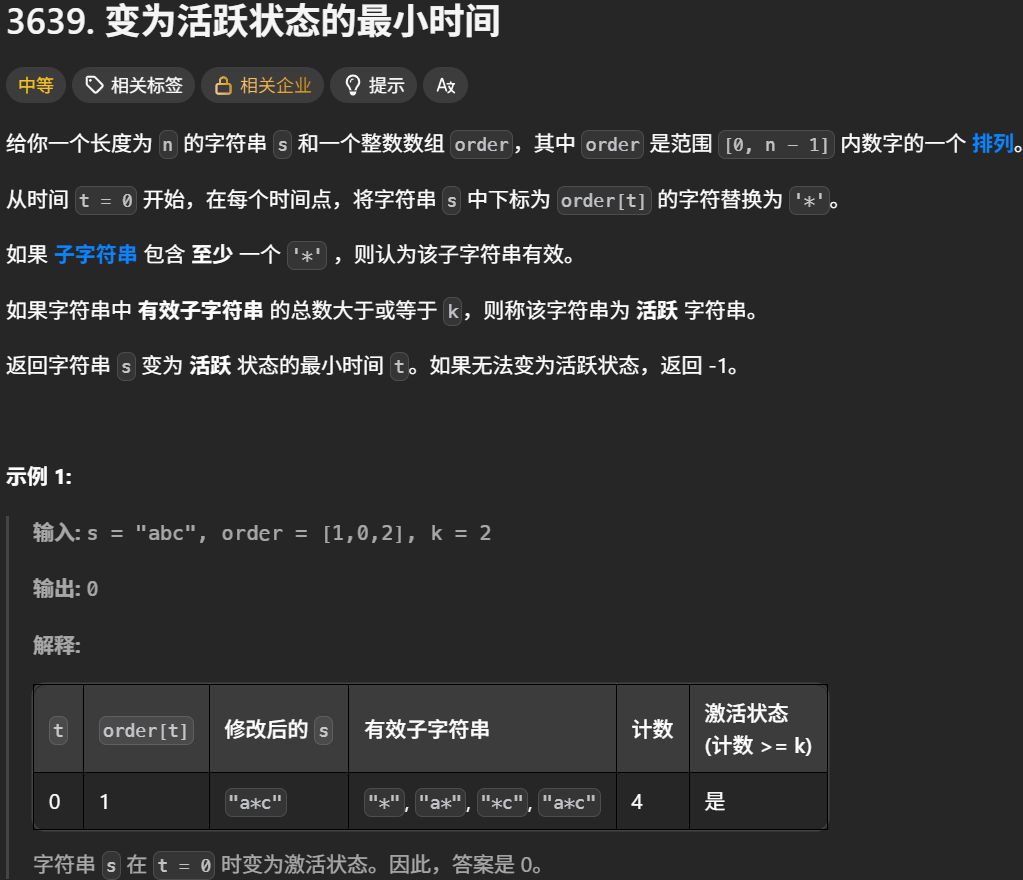 3639. 变为活跃状态的最小时间
中等 相关标签 相关企业 提示 Aあ
给你一个长度为 n 的字符串 s 和一个整数数组 order，其中 order 是范围 [0, n - 1] 内数字的一个 排列。
从时间 t = 0 开始，在每个时间点，将字符串 s 中下标为 order[t] 的字符替换为 '*'。
如果 子字符串 包含 至少 一个 '*' ，则认为该子字符串有效。
如果字符串中 有效子字符串 的总数大于或等于 k，则称该字符串为 活跃 字符串。
返回字符串 s 变为 活跃 状态的最小时间 t。如果无法变为活跃状态，返回 -1。
示例 1:
输入: s = "abc", order = [1,0,2], k = 2
输出: 0
解释:
t order[t] 修改后的 s 有效子字符串 计数 激活状态
(计数 >= k)
0 1 "a*c" "*", "a*", "*c", "a*c" 4 是
字符串 s 在 t = 0 时变为激活状态。因此，答案是 0。